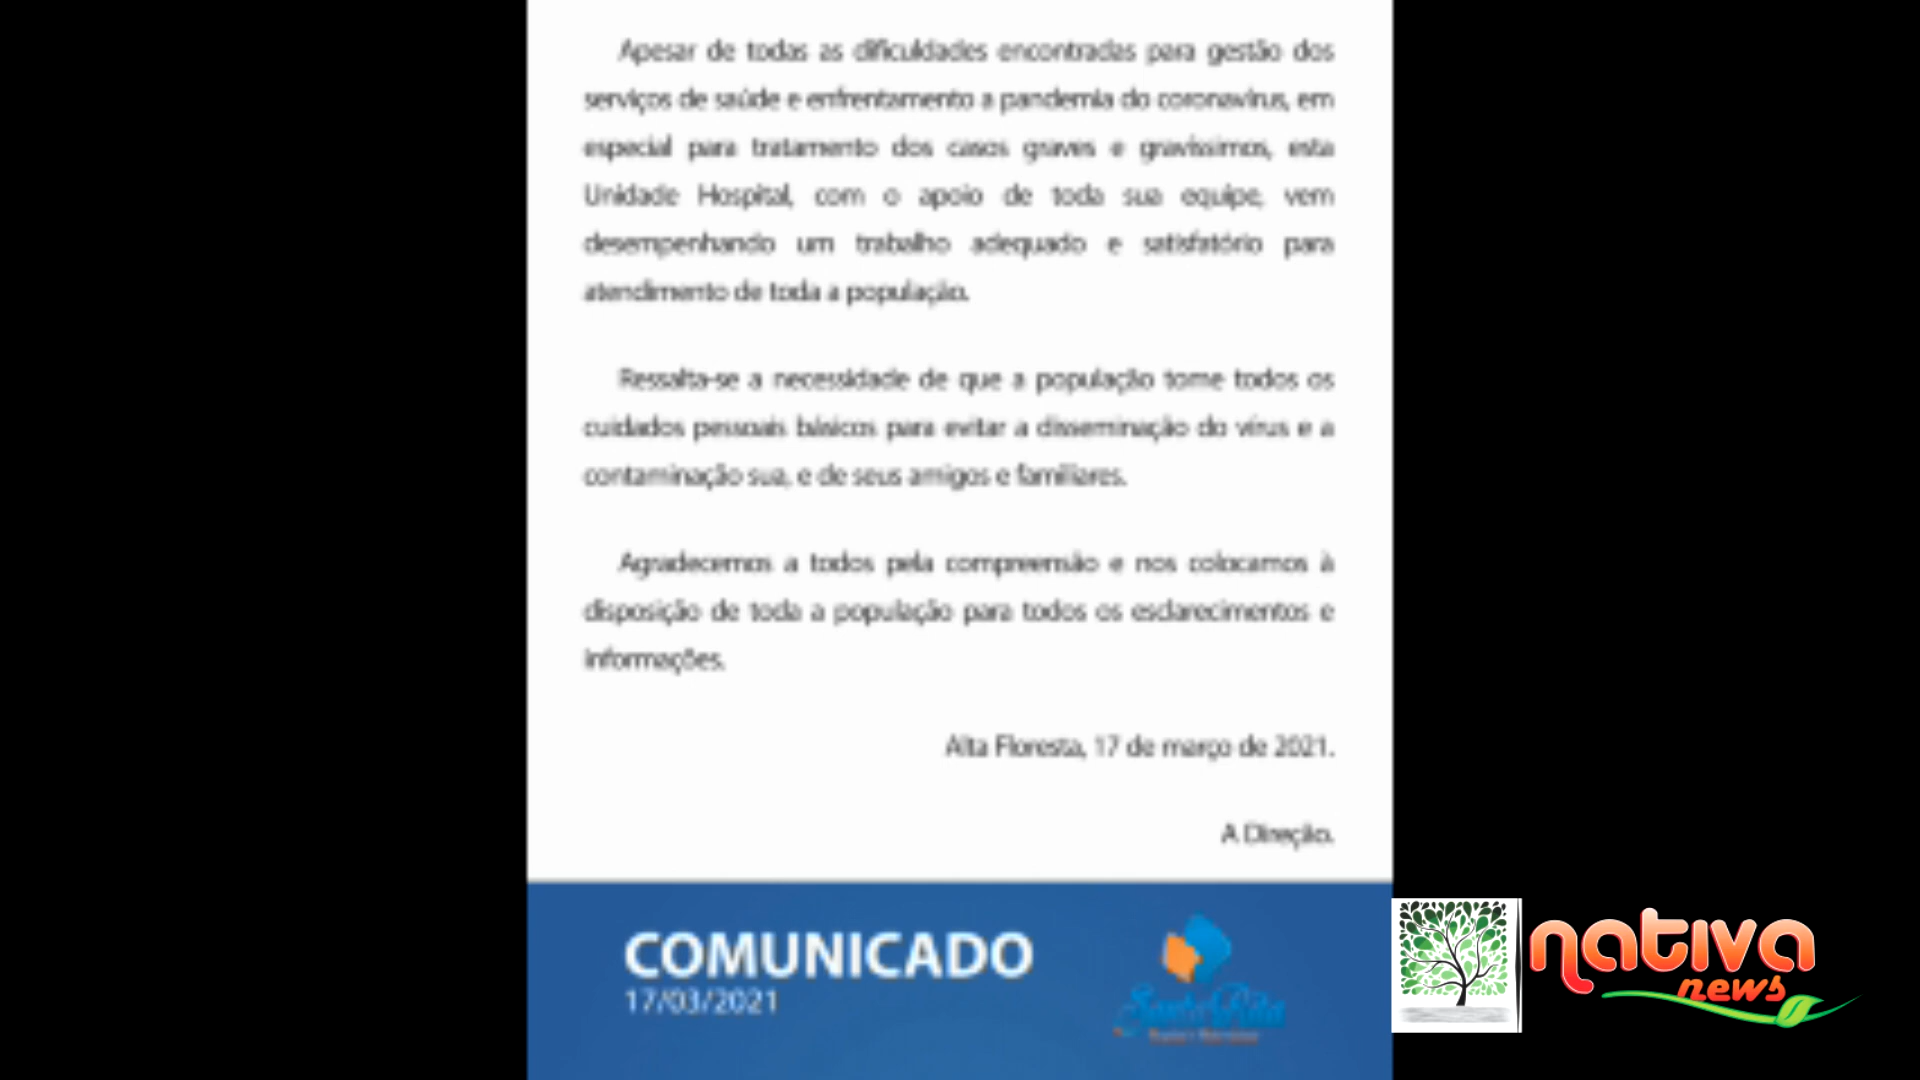 Apesar de todas as dificuldades encontradas para gestão dos
serviços de saúde e enfrentamento a pandemia do coronavírus, em
especial para tratamento dos casos graves e gravíssimos, esta
Unidade Hospital, com o apoio de toda sua equipe, vem
desempenhando um trabalho adequado e satisfatório para
atendimento de toda a população.
Ressalta-se a necessidade de que a população tome todos os
cuidados pessoais básicos para evitar a disseminação do vírus e a
contaminação sua, e de seus amigos e familiares.
Agradecemos a todos pela compreensão e nos colocamos à
disposição de toda a população para todos os esclarecimentos e
informações.
Alta Floresta, 17 de março de 2021.
A Direção.
COMUNICADO
17/03/2021
Santa Rita
nativa
news